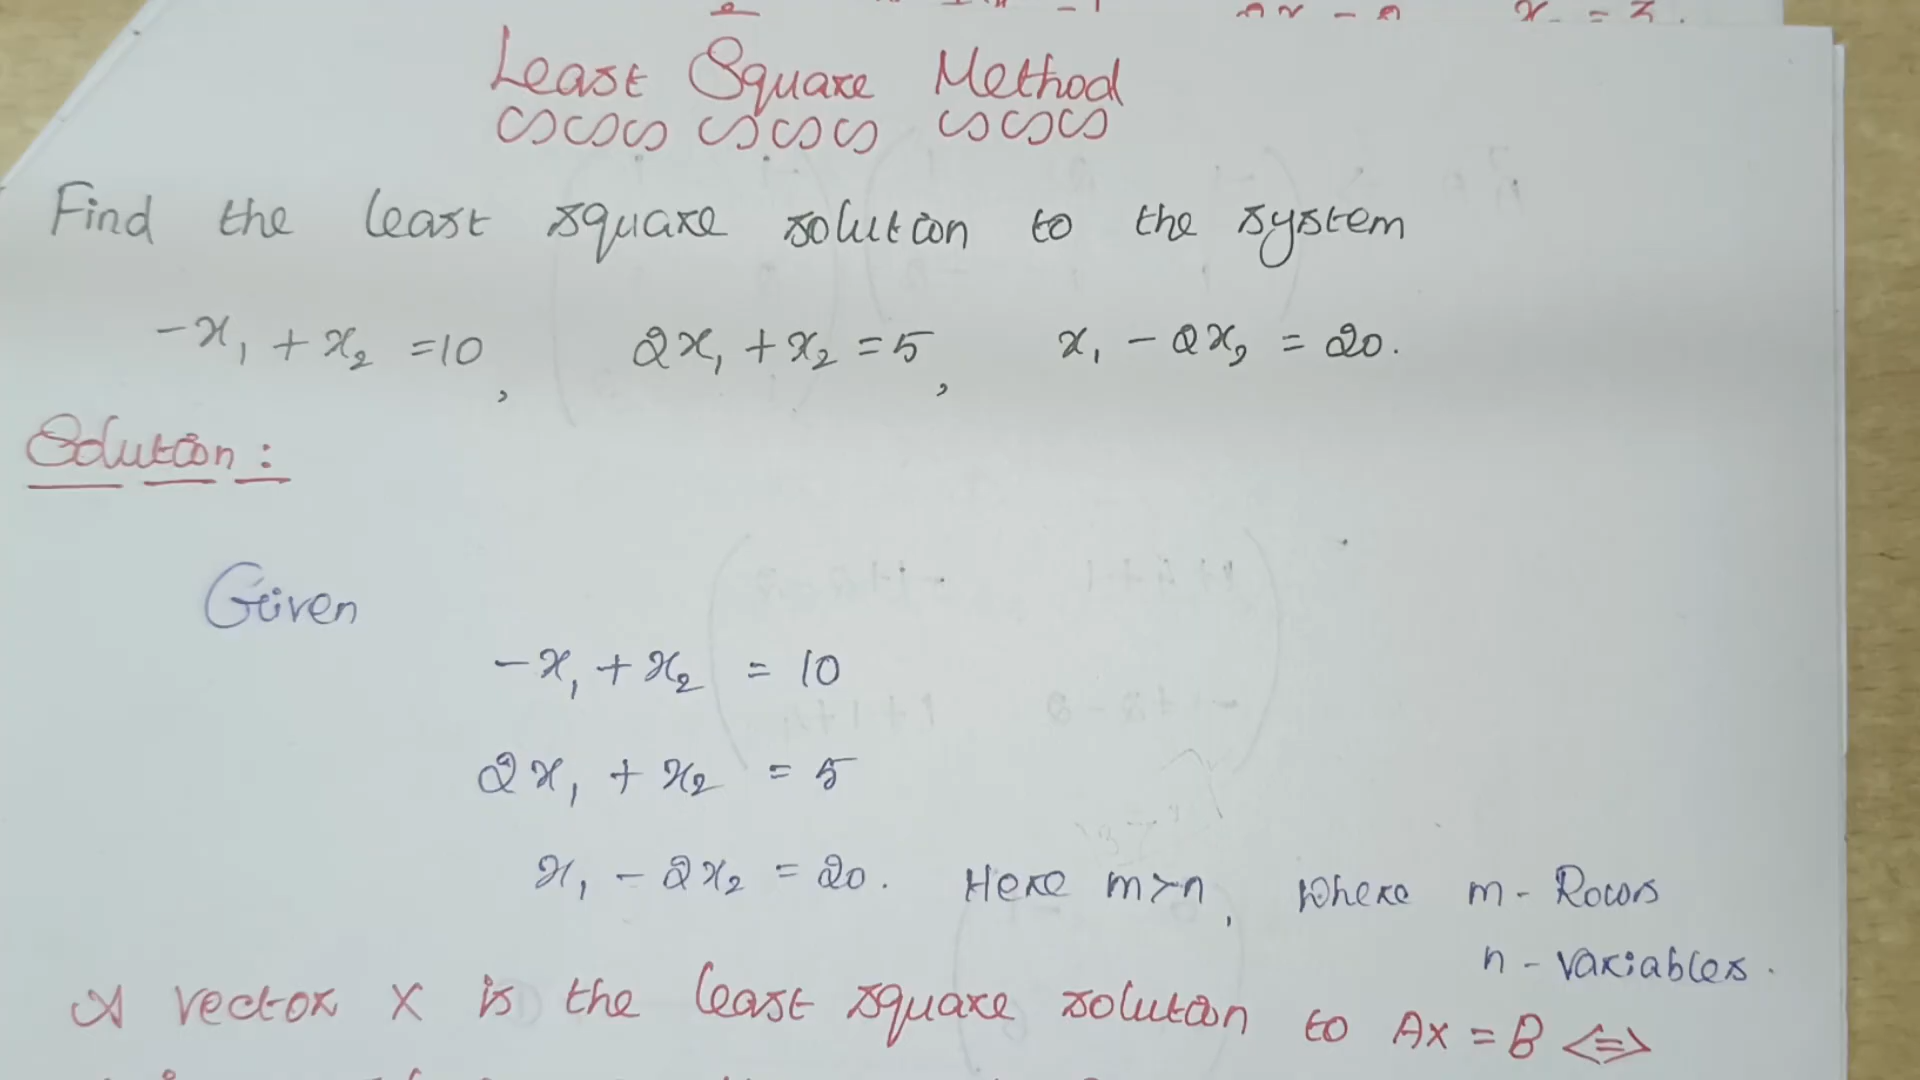 Least Square Method
Find the least square solution to the system
-x₁ + x₂ = 10, 2x₁ + x₂ = 5, x₁ - 2x₂ = 20.
Solution:
Given
-x₁ + x₂ = 10
2x₁ + x₂ = 5
x₁ - 2x₂ = 20. Here m>n, where m - Rows
n - variables.
A vector X is the least square solution to AX = B <=>